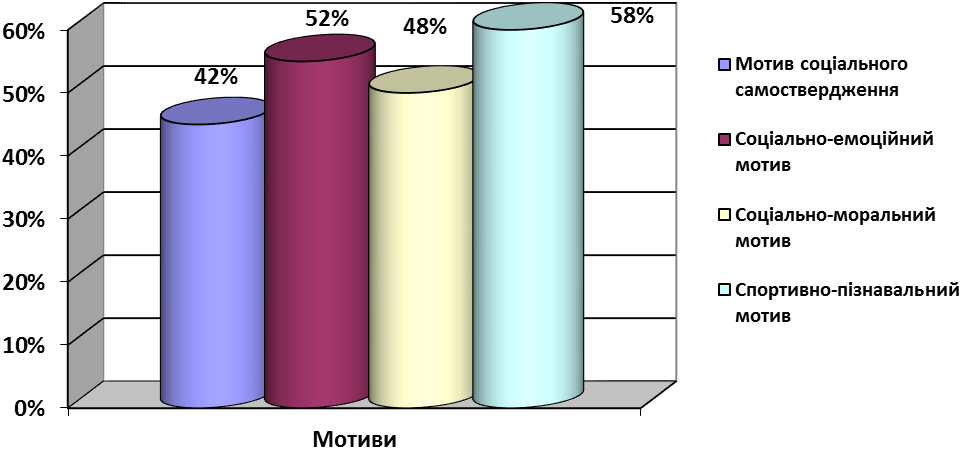 60%
50%
40%
30%
20%
10%
0%
42%
52%
48%
58%
Мотиви
Мотив соціального
самоствердження
Соціально-емоційний
мотив
Соціально-моральний
мотив
Спортивно-пізнавальний
мотив